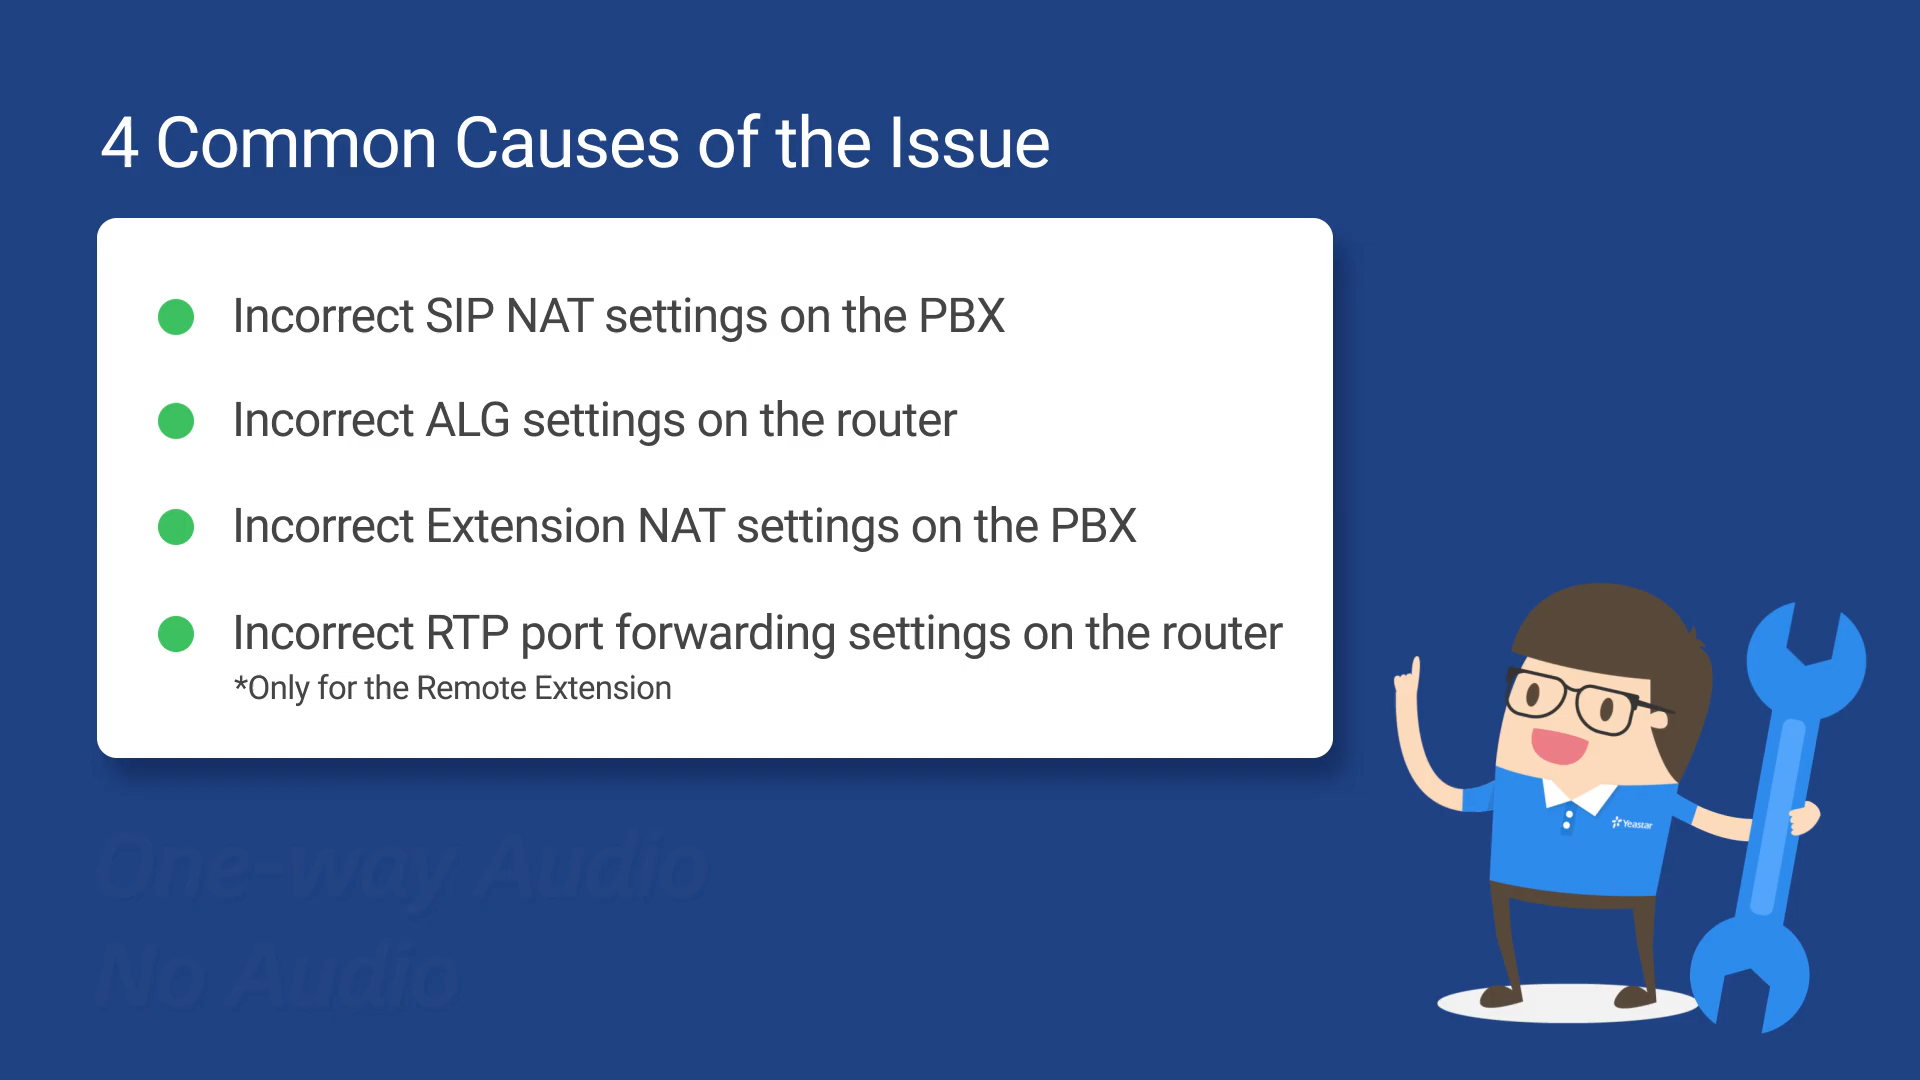 4 Common Causes of the Issue
Incorrect SIP NAT settings on the PBX
Incorrect ALG settings on the router
Incorrect Extension NAT settings on the PBX
Incorrect RTP port forwarding settings on the router
*Only for the Remote Extension
Yeastar
One-way Audio
No Audio